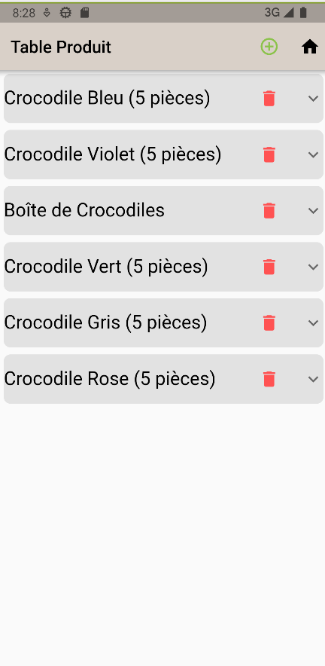 8:28
3G
Table Produit
Crocodile Bleu (5 pièces)
Crocodile Violet (5 pièces)
Boîte de Crocodiles
Crocodile Vert (5 pièces)
Crocodile Gris (5 pièces)
Crocodile Rose (5 pièces)